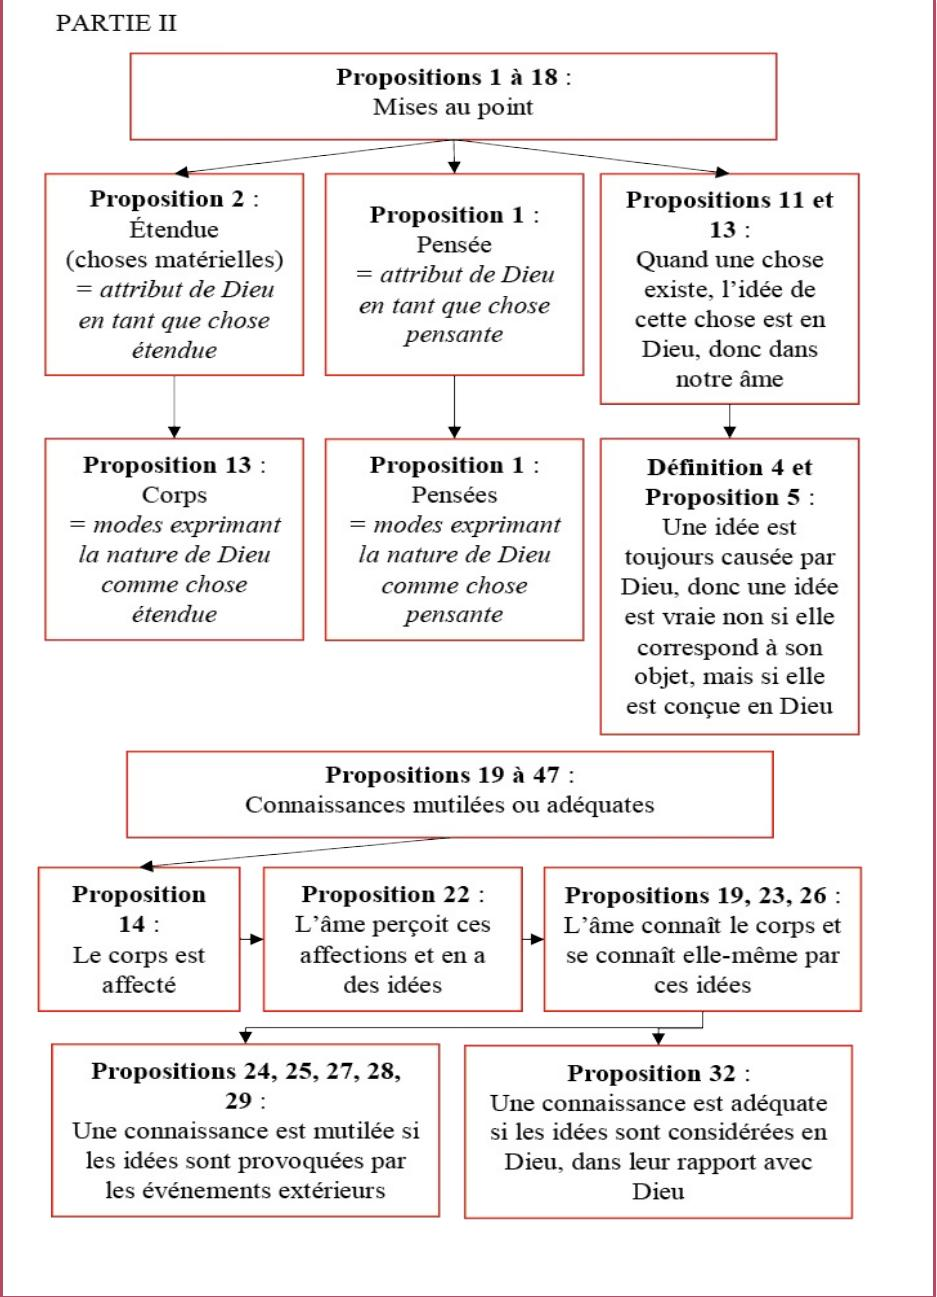 PARTIE II
Propositions 1 à 18 :
Mises au point
Proposition 2 :
Étendue
(choses matérielles)
= attribut de Dieu
en tant que chose
étendue
Proposition 1 :
Pensée
= attribut de Dieu
en tant que chose
pensante
Propositions 11 et
13 :
Quand une chose
existe, l’idée de
cette chose est en
Dieu, donc dans
notre âme
Proposition 13 :
Corps
= modes exprimant
la nature de Dieu
comme chose
étendue
Proposition 1 :
Pensées
= modes exprimant
la nature de Dieu
comme chose
pensante
Définition 4 et
Proposition 5 :
Une idée est
toujours causée par
Dieu, donc une idée
est vraie non si elle
correspond à son
objet, mais si elle
est conçue en Dieu
Propositions 19 à 47 :
Connaissances mutilées ou adéquates
Proposition
14 :
Le corps est
affecté
Proposition 22 :
L’âme perçoit ces
affections et en a
des idées
Propositions 19, 23, 26 :
L’âme connaît le corps et
se connaît elle-même par
ces idées
Propositions 24, 25, 27, 28,
29 :
Une connaissance est mutilée si
les idées sont provoquées par
les événements extérieurs
Proposition 32 :
Une connaissance est adéquate
si les idées sont considérées en
Dieu, dans leur rapport avec
Dieu